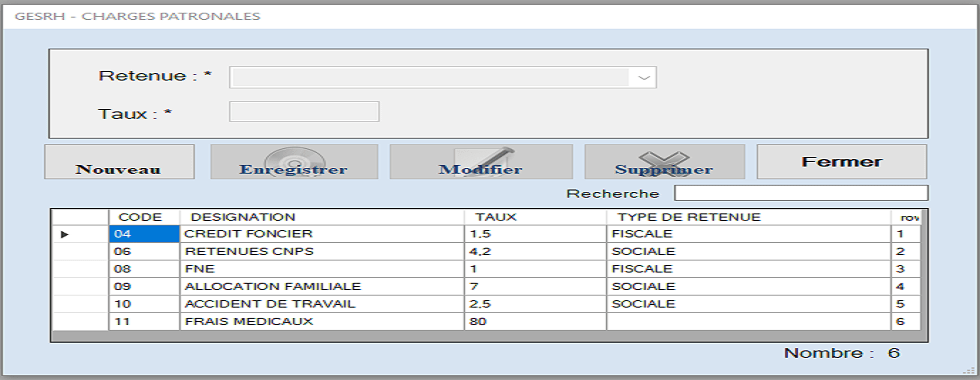 GESRH - CHARGES PATRONALES
Retenue : *
Taux : *
Nouveau Enregistrer Modifier Supprimer Fermer
Recherche
CODE DESIGNATION TAUX TYPE DE RETENUE rov
04 CREDIT FONCIER 1.5 FISCALE 1
06 RETENUES CNPS 4,2 SOCIALE 2
08 FNE 1 FISCALE 3
09 ALLOCATION FAMILIALE 7 SOCIALE 4
10 ACCIDENT DE TRAVAIL 2.5 SOCIALE 5
11 FRAIS MEDICAUX 80 6
Nombre : 6